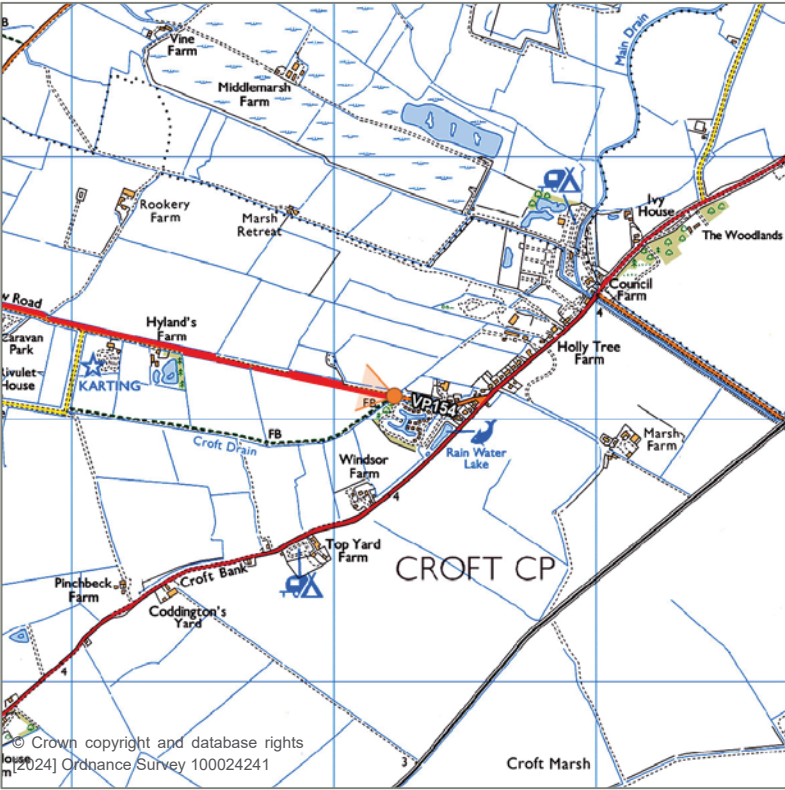 B
Vine
Farm
Main Drain
Middlemarsh
Farm
Rookery
Farm
Marsh
Retreat
Ivy
House
The Woodlands
Council
Farm
4
w Road
Hyland's
Farm
Caravan
Park
Rivulet
House
KARTING
Holly Tree
Farm
FB
VP154
FB
Croft Drain
Marsh
Farm
Rain Water
Lake
Windsor
Farm
4
Top Yard
Farm
CROFT CP
Croft Bank
Pinchbeck
Farm
Coddington's
Yard
4
© Crown copyright and database rights
[2024] Ordnance Survey 100024241
3
Croft Marsh